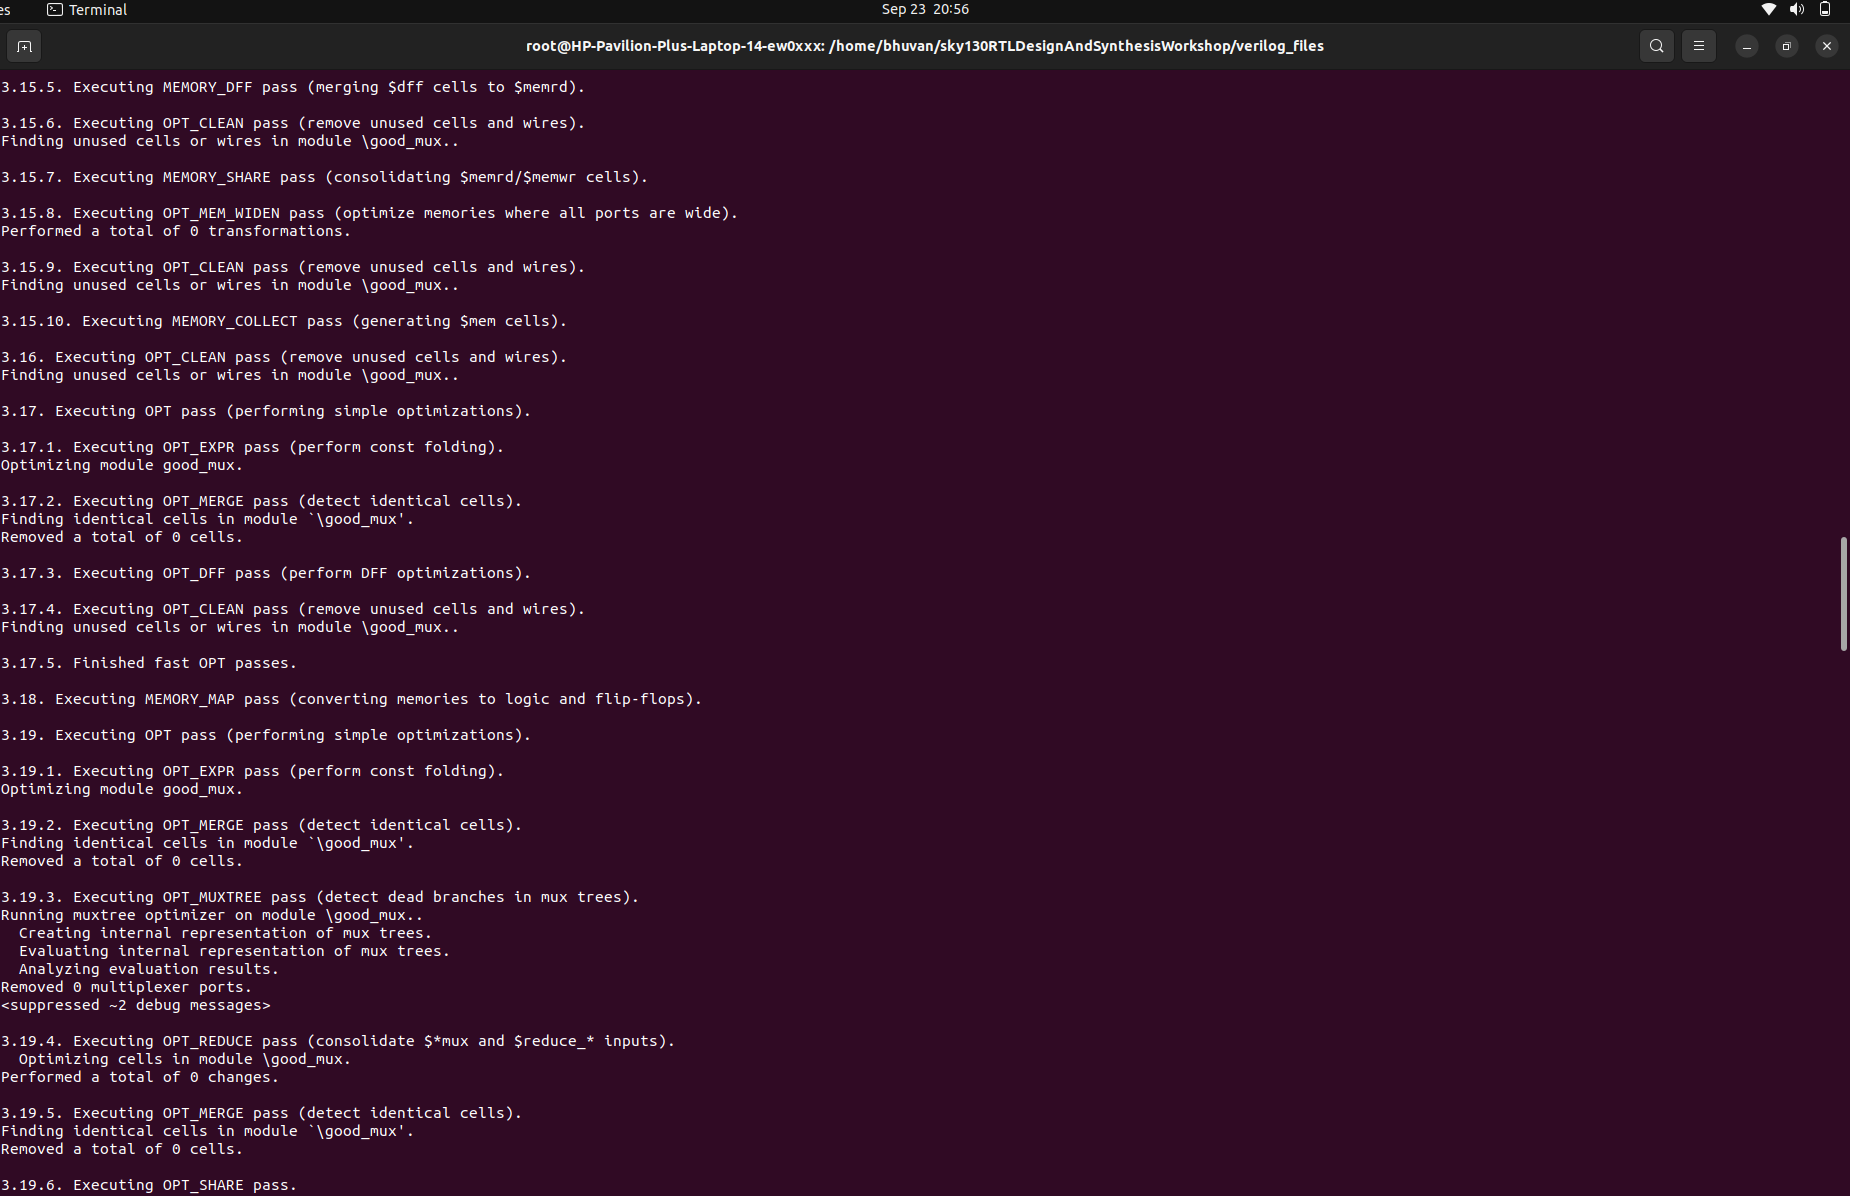 es Terminal Sep 23 20:56
root@HP-Pavilion-Plus-Laptop-14-ew0xxx: /home/bhuvan/sky130RTLDesignAndSynthesisWorkshop/verilog_files
3.15.5. Executing MEMORY_DFF pass (merging $dff cells to $memrd).
3.15.6. Executing OPT_CLEAN pass (remove unused cells and wires).
Finding unused cells or wires in module \good_mux..
3.15.7. Executing MEMORY_SHARE pass (consolidating $memrd/$memwr cells).
3.15.8. Executing OPT_MEM_WIDEN pass (optimize memories where all ports are wide).
Performed a total of 0 transformations.
3.15.9. Executing OPT_CLEAN pass (remove unused cells and wires).
Finding unused cells or wires in module \good_mux..
3.15.10. Executing MEMORY_COLLECT pass (generating $mem cells).
3.16. Executing OPT_CLEAN pass (remove unused cells and wires).
Finding unused cells or wires in module \good_mux..
3.17. Executing OPT pass (performing simple optimizations).
3.17.1. Executing OPT_EXPR pass (perform const folding).
Optimizing module good_mux.
3.17.2. Executing OPT_MERGE pass (detect identical cells).
Finding identical cells in module `\good_mux'.
Removed a total of 0 cells.
3.17.3. Executing OPT_DFF pass (perform DFF optimizations).
3.17.4. Executing OPT_CLEAN pass (remove unused cells and wires).
Finding unused cells or wires in module \good_mux..
3.17.5. Finished fast OPT passes.
3.18. Executing MEMORY_MAP pass (converting memories to logic and flip-flops).
3.19. Executing OPT pass (performing simple optimizations).
3.19.1. Executing OPT_EXPR pass (perform const folding).
Optimizing module good_mux.
3.19.2. Executing OPT_MERGE pass (detect identical cells).
Finding identical cells in module `\good_mux'.
Removed a total of 0 cells.
3.19.3. Executing OPT_MUXTREE pass (detect dead branches in mux trees).
Running muxtree optimizer on module \good_mux..
  Creating internal representation of mux trees.
  Evaluating internal representation of mux trees.
  Analyzing evaluation results.
Removed 0 multiplexer ports.
<suppressed ~2 debug messages>
3.19.4. Executing OPT_REDUCE pass (consolidate $*mux and $reduce_* inputs).
  Optimizing cells in module \good_mux.
Performed a total of 0 changes.
3.19.5. Executing OPT_MERGE pass (detect identical cells).
Finding identical cells in module `\good_mux'.
Removed a total of 0 cells.
3.19.6. Executing OPT_SHARE pass.